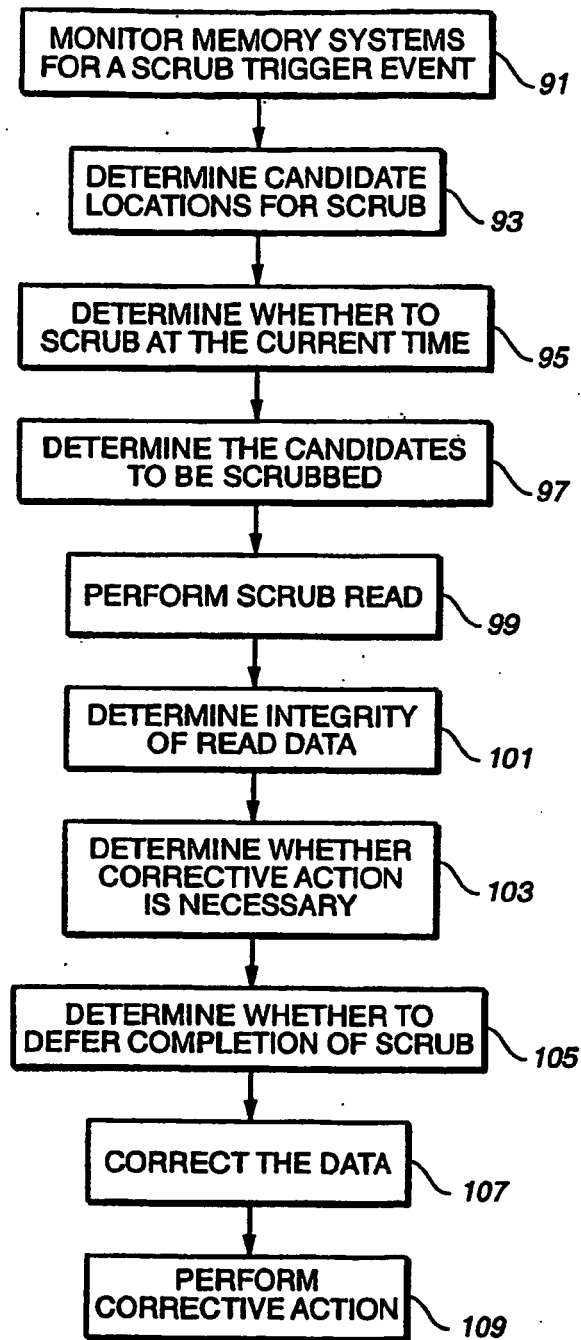 MONITOR MEMORY SYSTEMS
FOR A SCRUB TRIGGER EVENT
91
DETERMINE CANDIDATE
LOCATIONS FOR SCRUB
93
DETERMINE WHETHER TO
SCRUB AT THE CURRENT TIME
95
DETERMINE THE CANDIDATES
TO BE SCRUBBED
97
PERFORM SCRUB READ
99
DETERMINE INTEGRITY
OF READ DATA
101
DETERMINE WHETHER
CORRECTIVE ACTION
IS NECESSARY
103
DETERMINE WHETHER TO
DEFER COMPLETION OF SCRUB
105
CORRECT THE DATA
107
PERFORM
CORRECTIVE ACTION
109